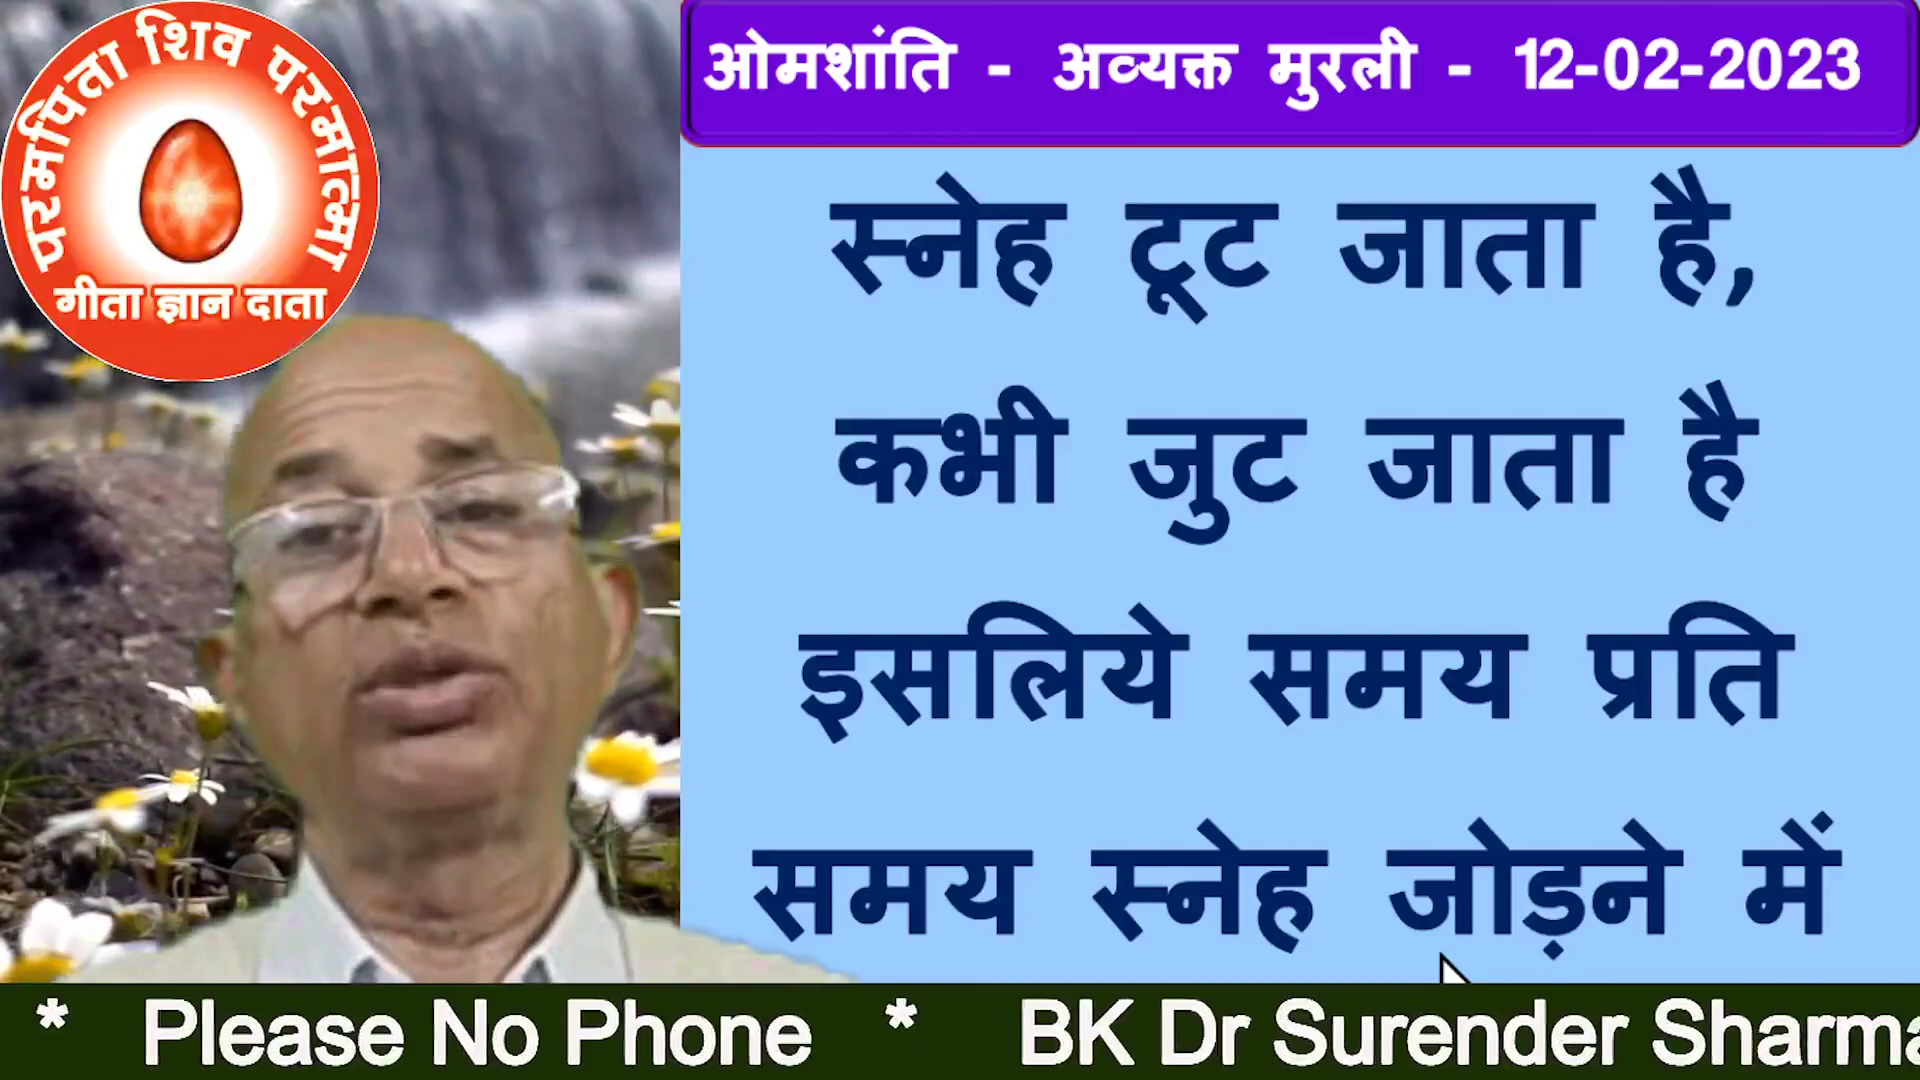 परमपिता शिव परमात्मा
गीता ज्ञान दाता
ओमशांति - अव्यक्त मुरली - 12-02-2023
स्नेह टूट जाता है,
कभी जुट जाता है
इसलिये समय प्रति
समय स्नेह जोड़ने में
* Please No Phone * BK Dr Surender Sharma